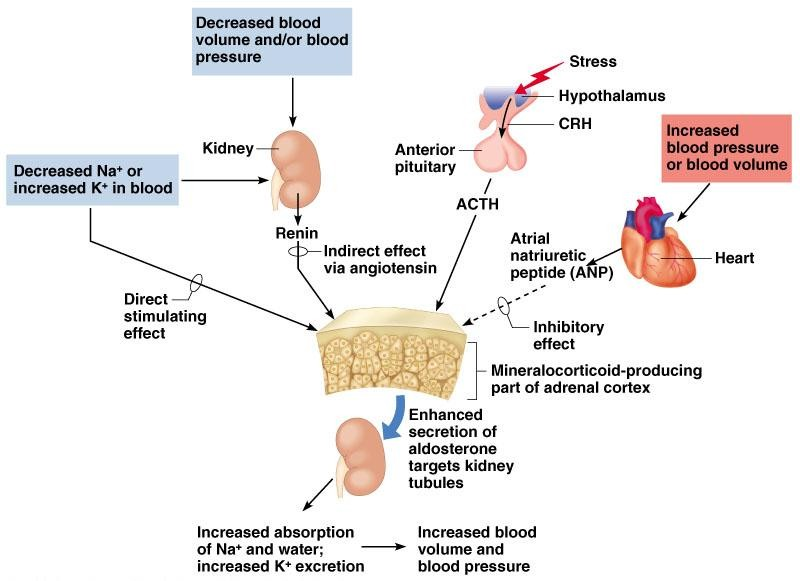 Decreased blood
volume and/or blood
pressure
Stress
Hypothalamus
CRH
Kidney
Anterior
pituitary
Increased
blood pressure
or blood volume
Decreased Na⁺ or
increased K⁺ in blood
ACTH
Renin
Indirect effect
via angiotensin
Atrial
natriuretic
peptide (ANP)
Heart
Direct
stimulating
effect
Inhibitory
effect
Mineralocorticoid-producing
part of adrenal cortex
Enhanced
secretion of
aldosterone
targets kidney
tubules
Increased absorption
of Na⁺ and water;
increased K⁺ excretion
Increased blood
volume and
blood pressure